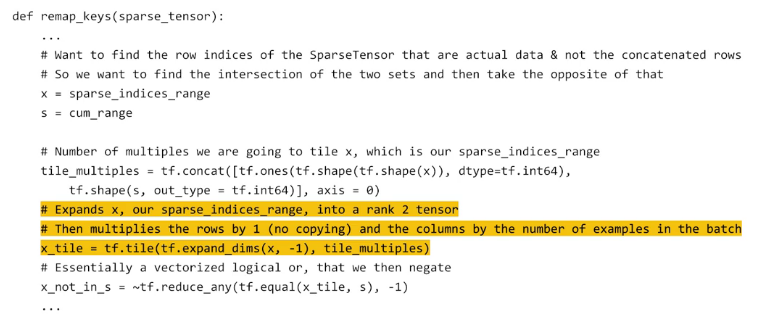 def remap_keys(sparse_tensor):
    ...
    # Want to find the row indices of the SparseTensor that are actual data & not the concatenated rows
    # So we want to find the intersection of the two sets and then take the opposite of that
    x = sparse_indices_range
    s = cum_range

    # Number of multiples we are going to tile x, which is our sparse_indices_range
    tile_multiples = tf.concat([tf.ones(tf.shape(tf.shape(x)), dtype=tf.int64),
        tf.shape(s, out_type = tf.int64)], axis = 0)
    # Expands x, our sparse_indices_range, into a rank 2 tensor
    # Then multiplies the rows by 1 (no copying) and the columns by the number of examples in the batch
    x_tile = tf.tile(tf.expand_dims(x, -1), tile_multiples)
    # Essentially a vectorized logical or, that we then negate
    x_not_in_s = ~tf.reduce_any(tf.equal(x_tile, s), -1)
    ...